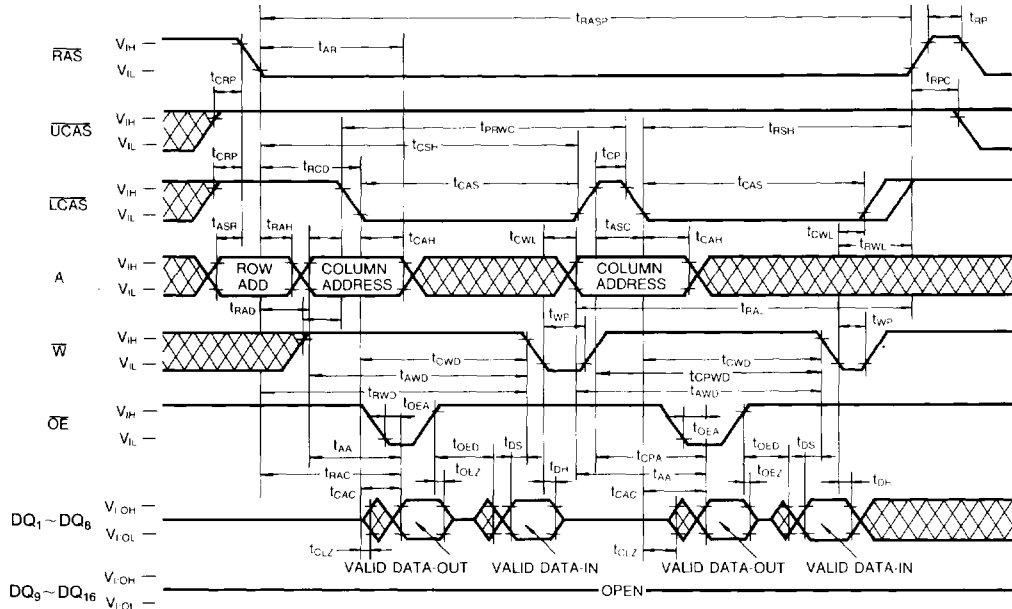 tRASP
tRP
tAR
RAS
VIH
VIL
tCRP
tRPC
UCAS
VIH
VIL
tPRWC
tRSH
tCSH
tCRP
tRCD
tCP
LCAS
VIH
VIL
tCAS
tCAS
tASR
tRAH
tCAH
tCWL
tASC
tCAH
tCWL
tRWL
A
VIH
VIL
ROW
ADD
COLUMN
ADDRESS
COLUMN
ADDRESS
tRAD
tRAL
tWP
tWP
W
VIH
VIL
tCWD
tCWD
tAWD
tCPWD
tRWD
tAWD
OE
VIH
VIL
tOEA
tOEA
tAA
tOED
tDS
tCPA
tOED
tDS
tRAC
tOEZ
tDH
tAA
tOEZ
tDH
tCAC
tCAC
DQ1~DQ8
VI/OH
VI/OL
tCLZ
tCLZ
VALID DATA-OUT
VALID DATA-IN
VALID DATA-OUT
VALID DATA-IN
DQ9~DQ16
VI/OH
VI/OL
OPEN